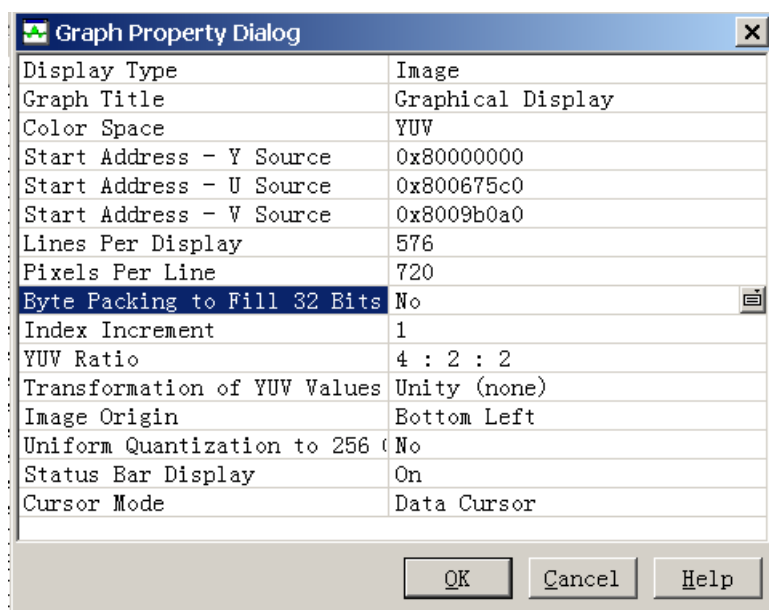 Graph Property Dialog
Display Type Image
Graph Title Graphical Display
Color Space YUV
Start Address - Y Source 0x80000000
Start Address - U Source 0x800675c0
Start Address - V Source 0x8009b0a0
Lines Per Display 576
Pixels Per Line 720
Byte Packing to Fill 32 Bits No
Index Increment 1
YUV Ratio 4 : 2 : 2
Transformation of YUV Values Unity (none)
Image Origin Bottom Left
Uniform Quantization to 256 No
Status Bar Display On
Cursor Mode Data Cursor
OK Cancel Help